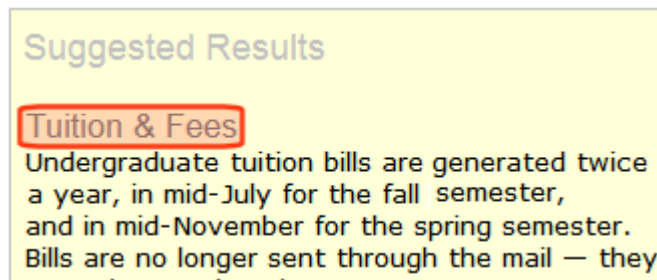 Suggested Results
Tuition & Fees
Undergraduate tuition bills are generated twice
a year, in mid-July for the fall semester,
and in mid-November for the spring semester.
Bills are no longer sent through the mail — they